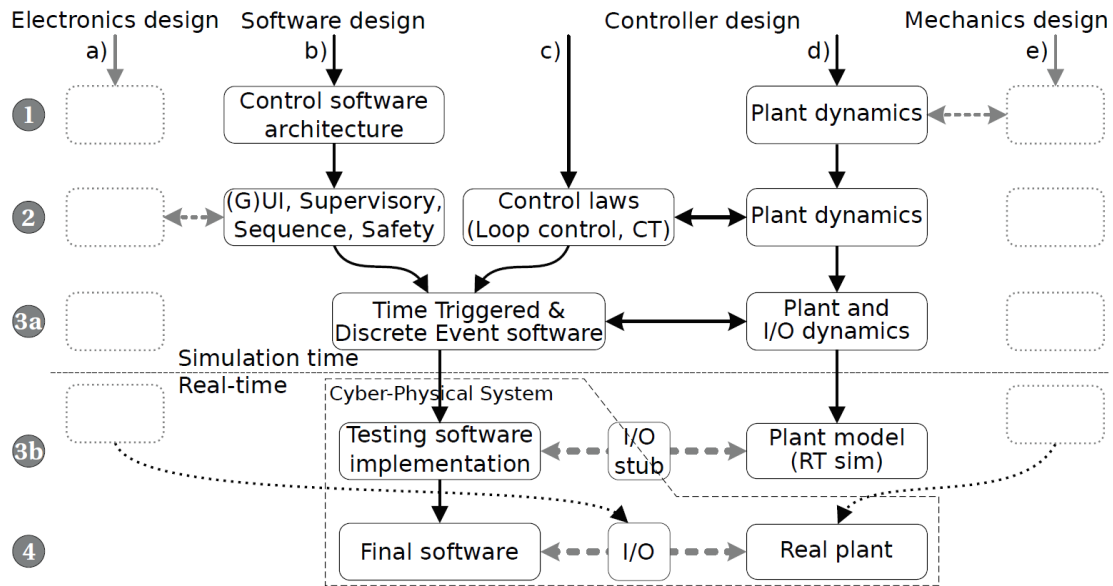 Electronics design
Software design
Controller design
Mechanics design
a)
b)
c)
d)
e)
1
Control software
architecture
Plant dynamics
2
(G)UI, Supervisory,
Sequence, Safety
Control laws
(Loop control, CT)
Plant dynamics
3a
Time Triggered &
Discrete Event software
Plant and
I/O dynamics
Simulation time
Real-time
Cyber-Physical System
3b
Testing software
implementation
I/O
stub
Plant model
(RT sim)
4
Final software
I/O
Real plant